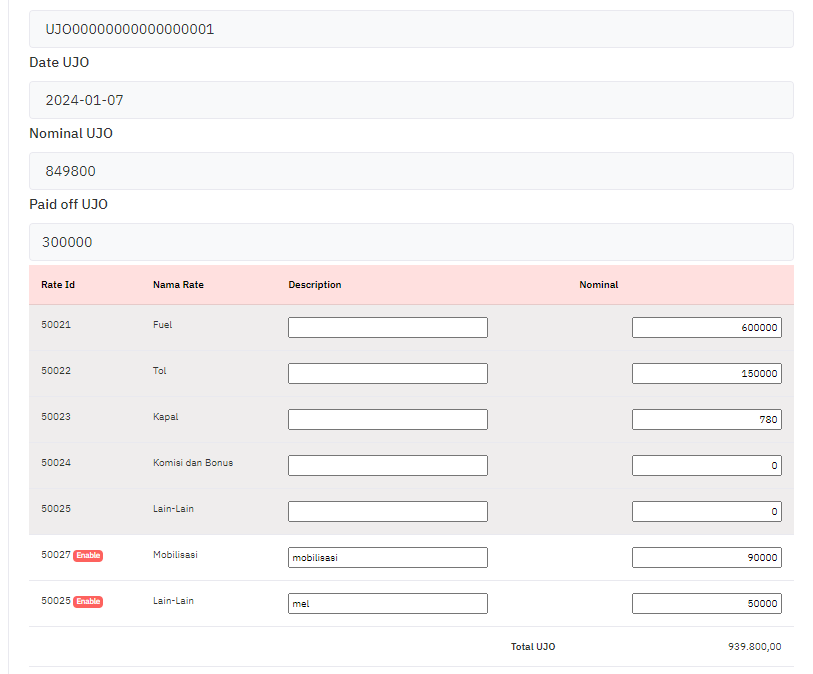 UJO00000000000000001
Date UJO
2024-01-07
Nominal UJO
849800
Paid off UJO
300000
Rate Id Nama Rate Description Nominal
50021 Fuel 600000
50022 Tol 150000
50023 Kapal 780
50024 Komisi dan Bonus 0
50025 Lain-Lain 0
50027 Enable Mobilisasi mobilisasi 90000
50025 Enable Lain-Lain mel 50000
Total UJO 939.800,00